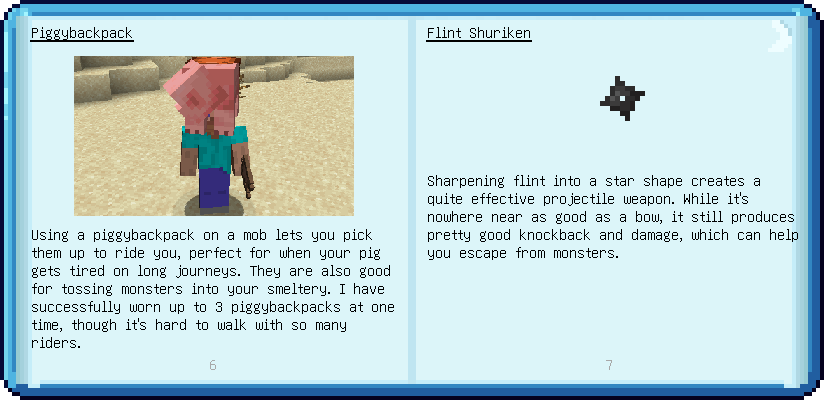 Piggybackpack
Using a piggybackpack on a mob lets you pick
them up to ride you, perfect for when your pig
gets tired on long journeys. They are also good
for tossing monsters into your smeltery. I have
successfully worn up to 3 piggybackpacks at one
time, though it's hard to walk with so many
riders.
6
Flint Shuriken
Sharpening flint into a star shape creates a
quite effective projectile weapon. While it's
nowhere near as good as a bow, it still produces
pretty good knockback and damage, which can help
you escape from monsters.
7